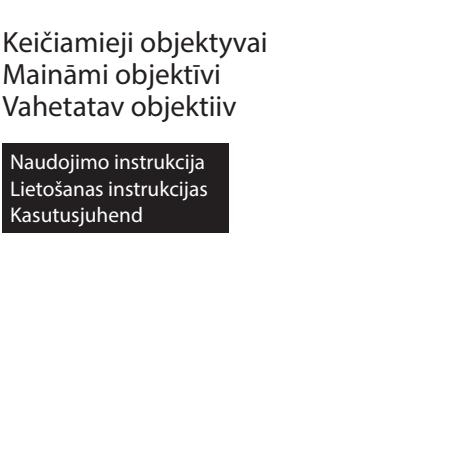 Keičiamieji objektyvai
Maināmi objektīvi
Vahetatav objektiiv
Naudojimo instrukcija
Lietošanas instrukcijas
Kasutusjuhend